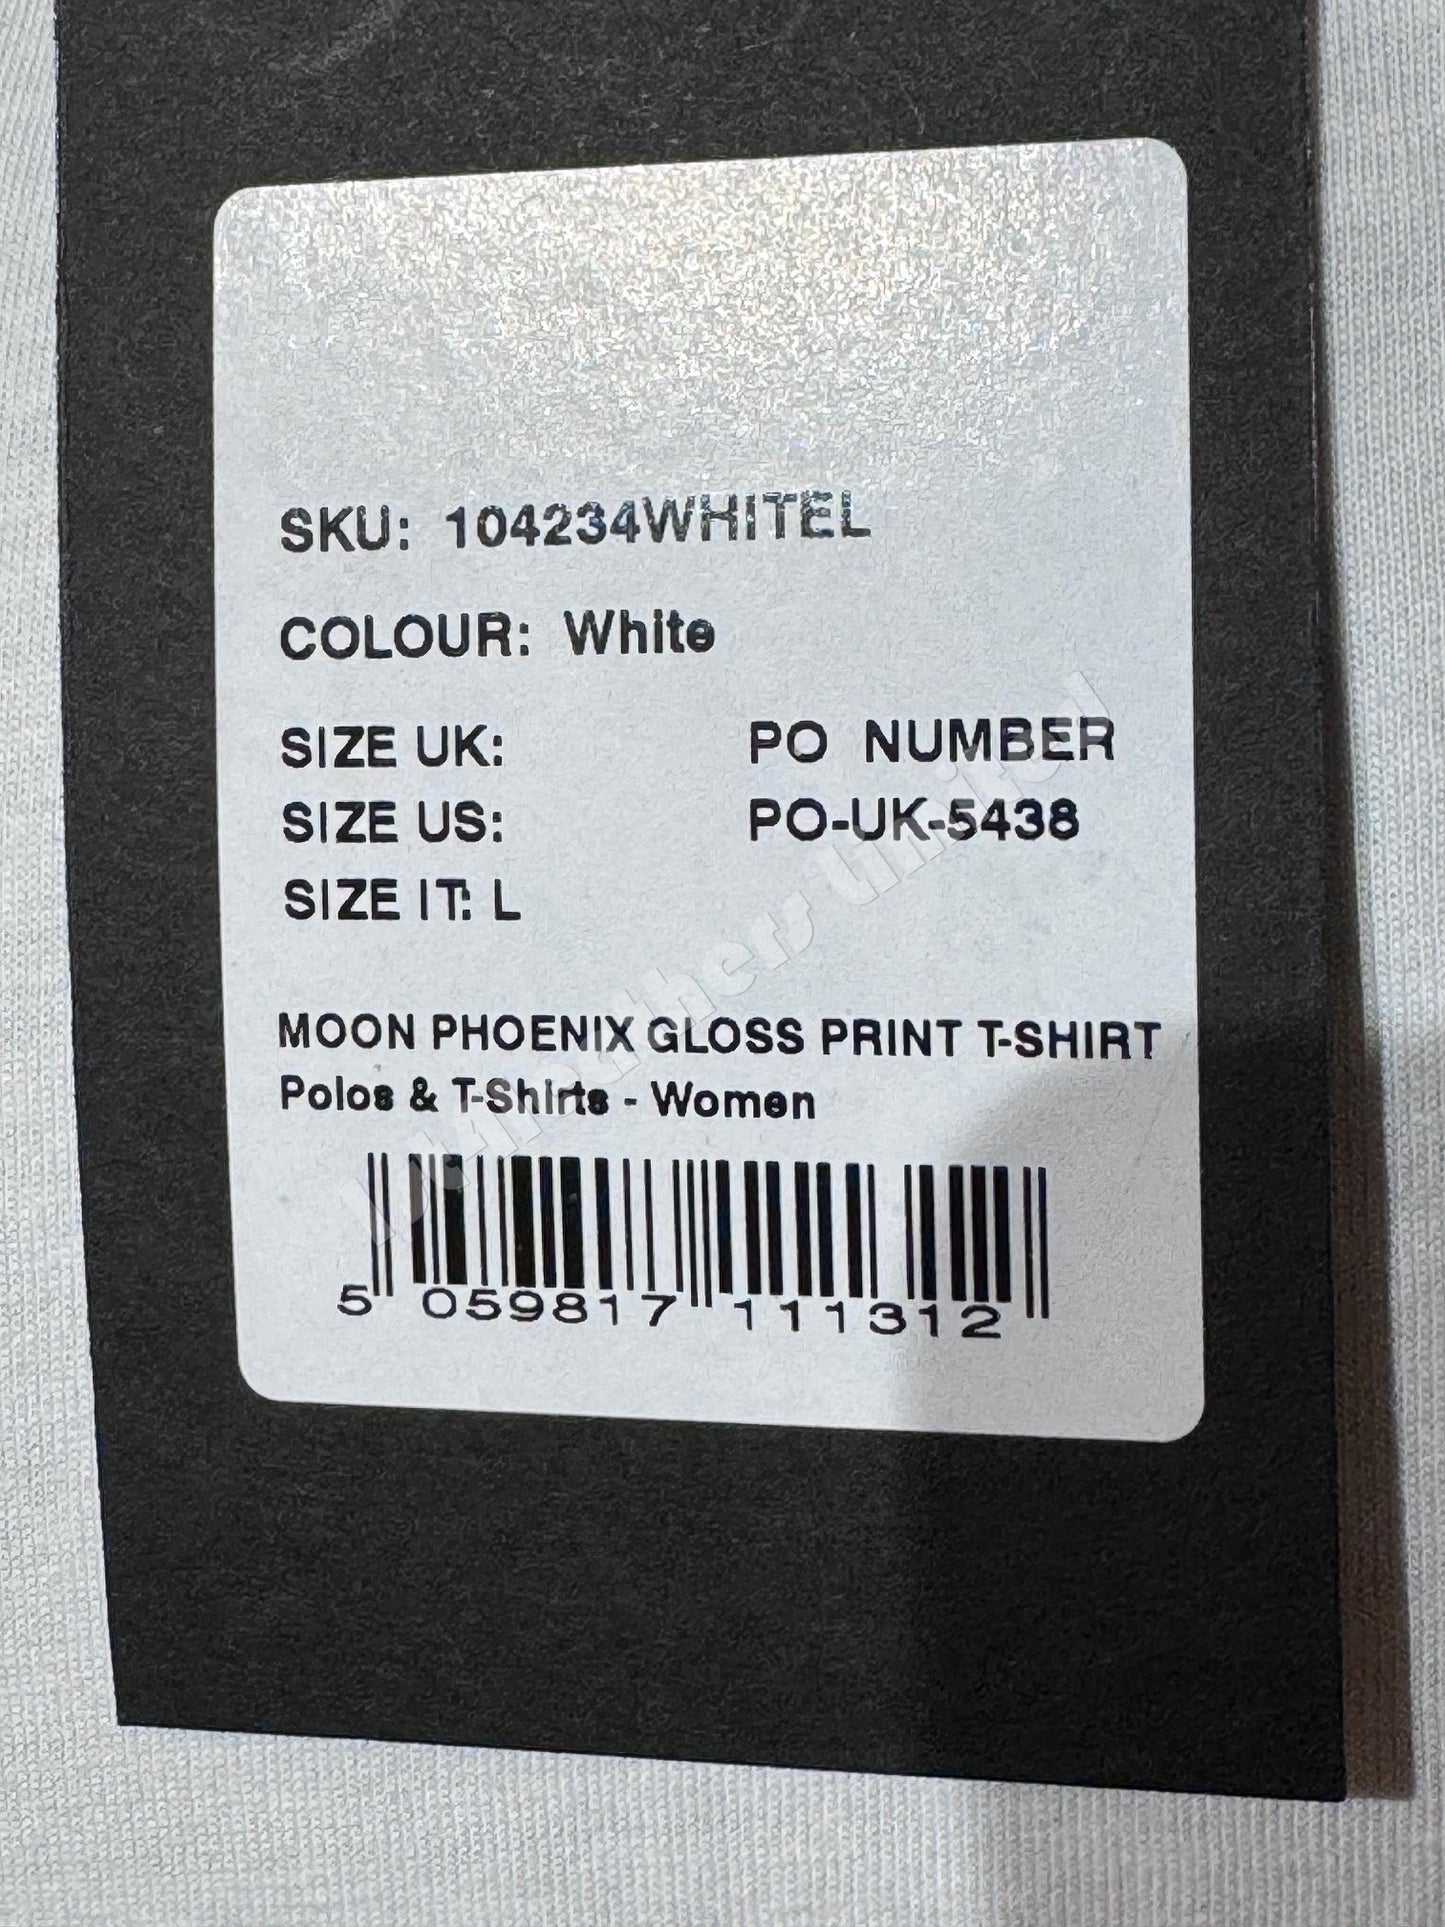 SKU: 104234WHITEL
COLOUR: White
SIZE UK:
SIZE US:
SIZE IT: L
PO NUMBER
PO-UK-5438
MOON PHOENIX GLOSS PRINT T-SHIRT
Polos & T-Shirts - Women
5 059817 111312